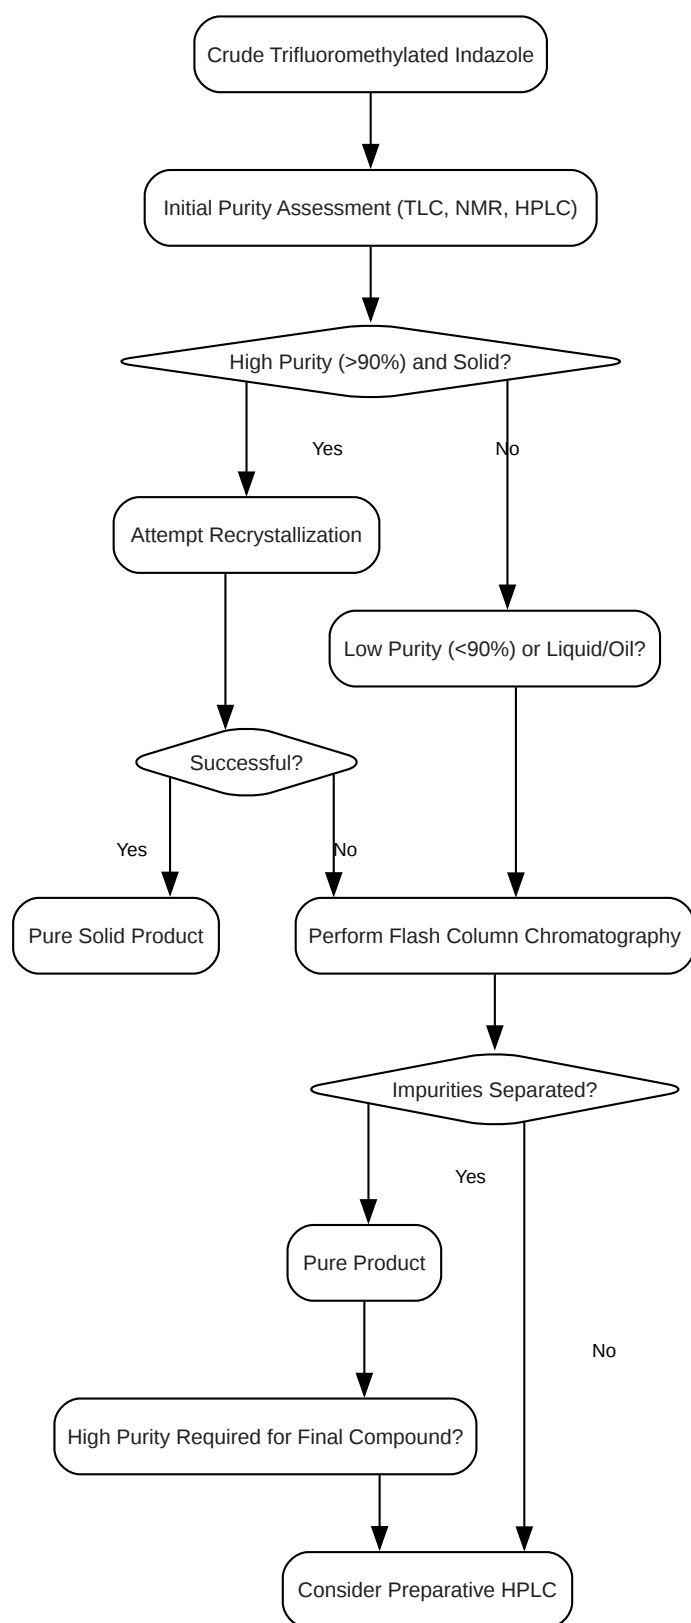 Crude Trifluoromethylated Indazole
Initial Purity Assessment (TLC, NMR, HPLC)
High Purity (>90%) and Solid?
Yes
No
Attempt Recrystallization
Low Purity (<90%) or Liquid/Oil?
Successful?
Yes
No
Pure Solid Product
Perform Flash Column Chromatography
Impurities Separated?
Yes
Pure Product
No
High Purity Required for Final Compound?
Consider Preparative HPLC